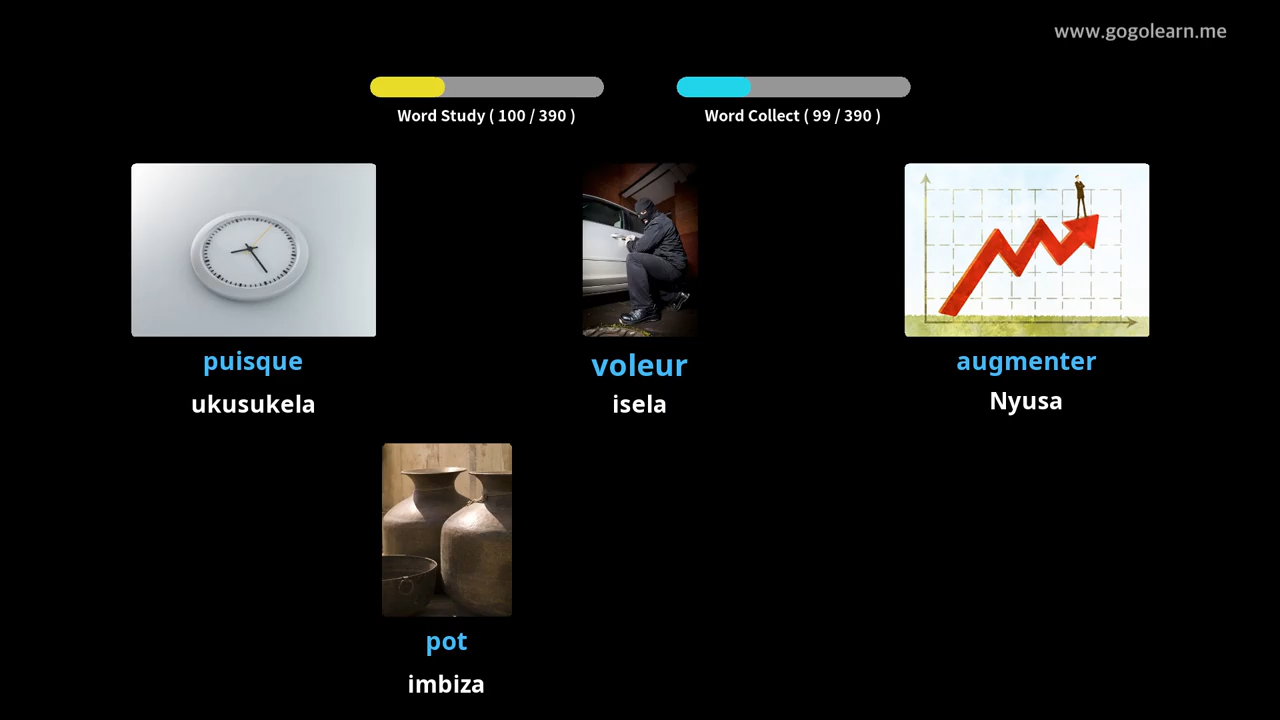 www.gogolearn.me
Word Study ( 100 / 390 )
Word Collect ( 99 / 390 )
puisque
ukusukela
voleur
isela
augmenter
Nyusa
pot
imbiza